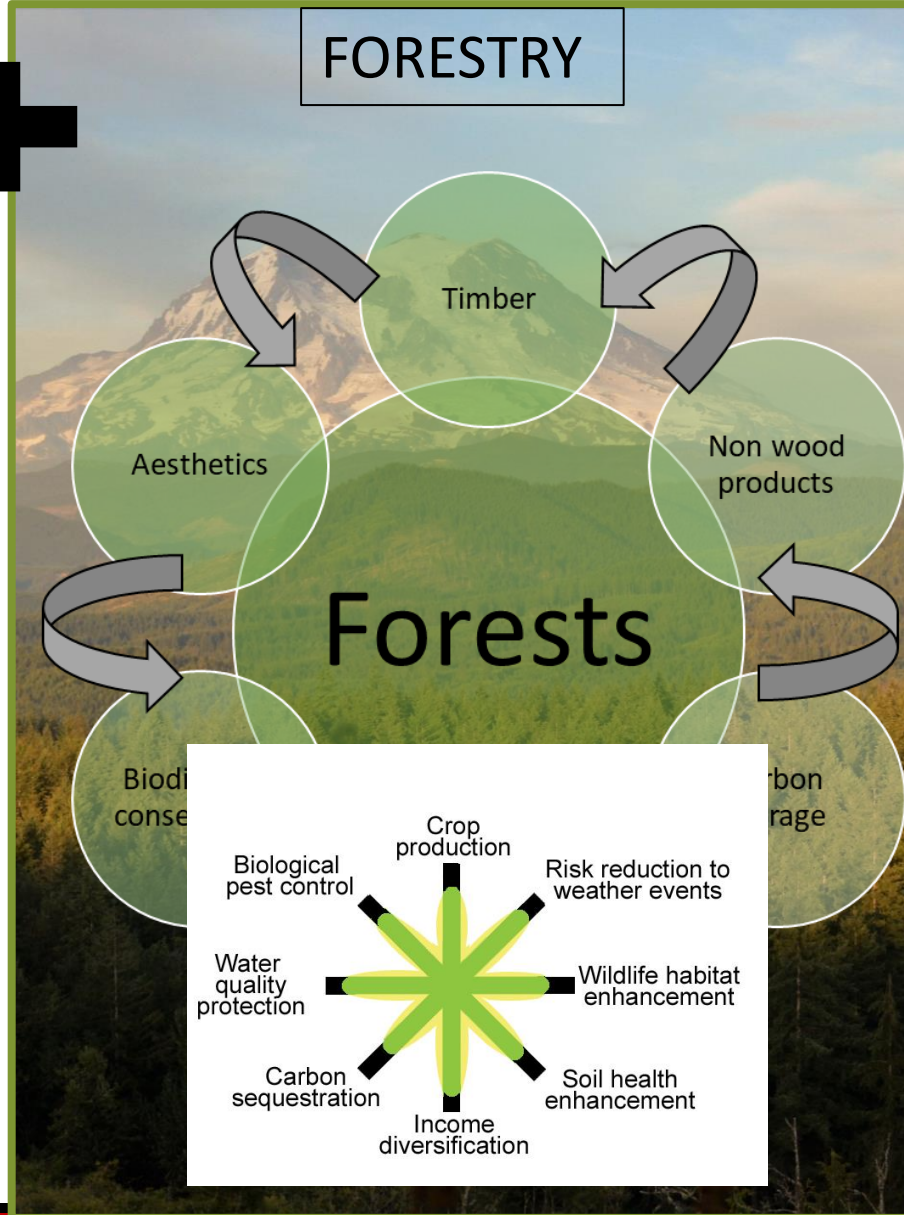 FORESTRY
Timber
Aesthetics
Non wood
products
Forests
Crop
production
Biological
pest control
Risk reduction to
weather events
Water
quality
protection
Wildlife habitat
enhancement
Carbon
sequestration
Soil health
enhancement
Income
diversification